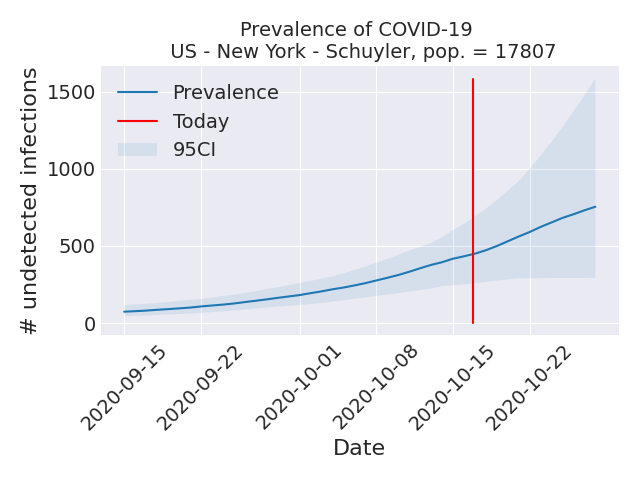 Prevalence of COVID-19
US - New York - Schuyler, pop. = 17807
Prevalence
Today
95CI
# undetected infections
1500
1000
500
0
2020-09-15
2020-09-22
2020-10-01
2020-10-08
2020-10-15
2020-10-22
Date